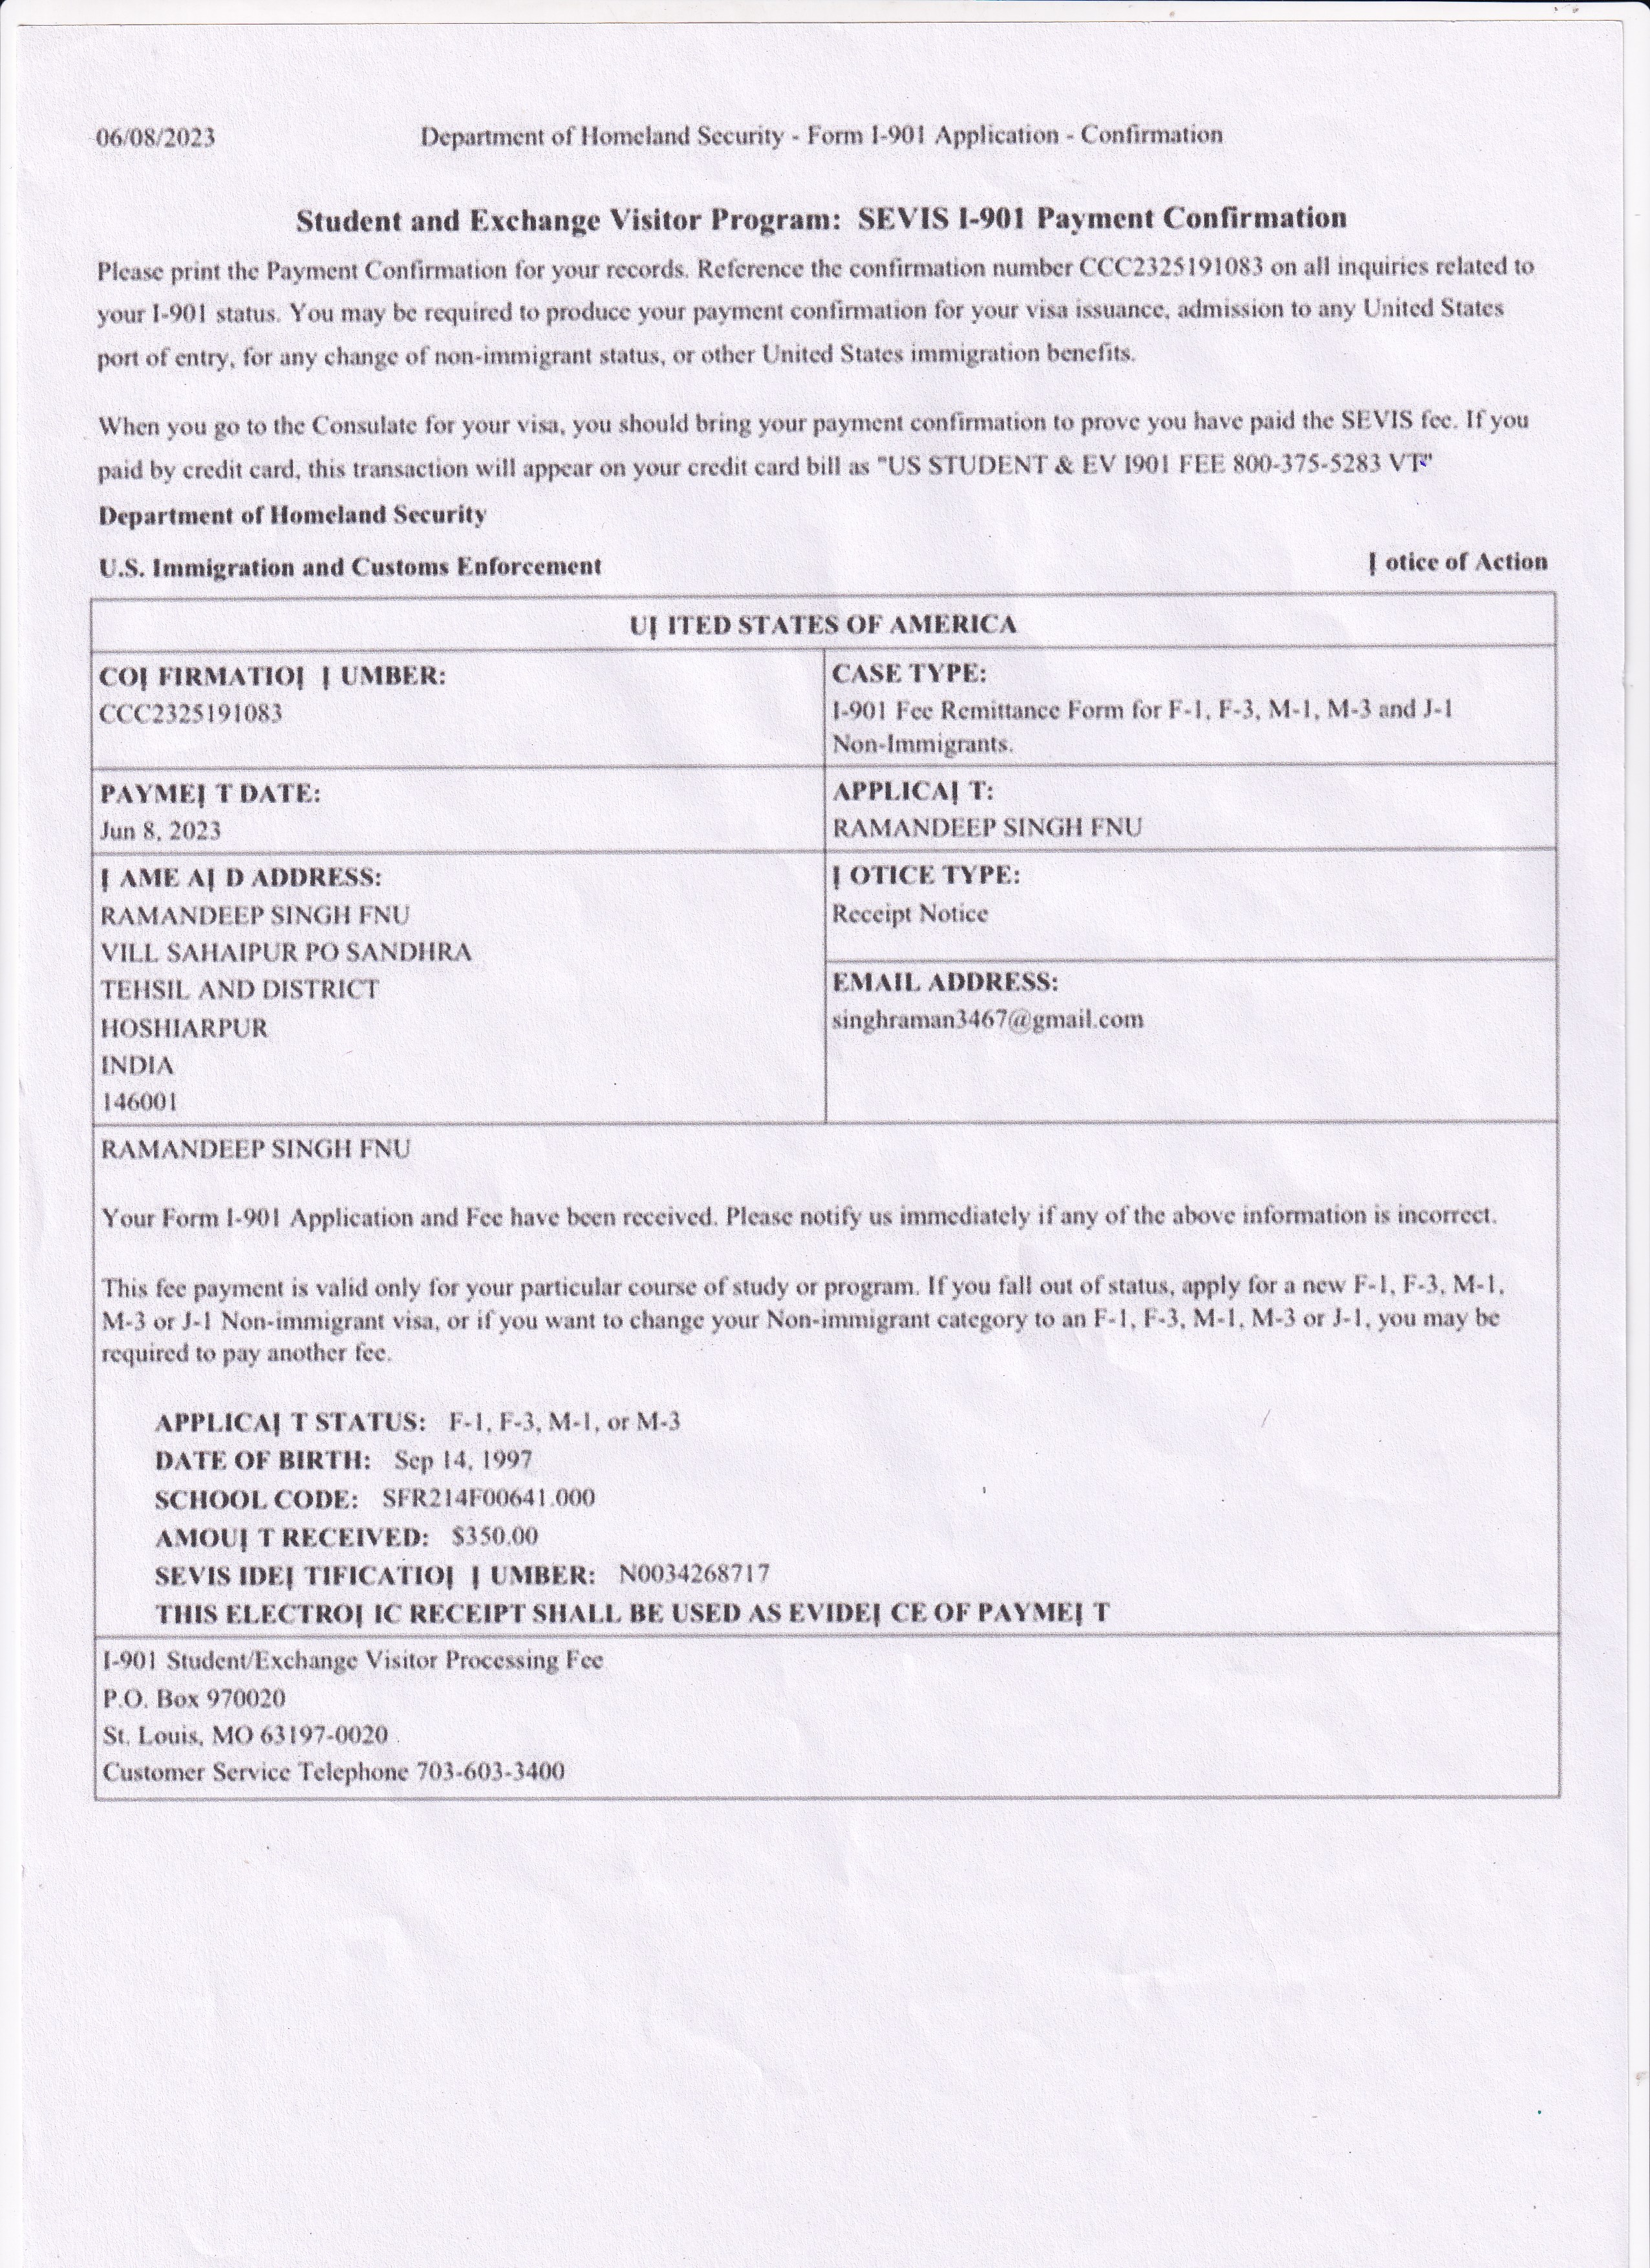 06/08/2023 Department of Homeland Security - Form I-901 Application - Confirmation
Student and Exchange Visitor Program: SEVIS I-901 Payment Confirmation
Please print the Payment Confirmation for your records. Reference the confirmation number CCC2325191083 on all inquiries related to
your I-901 status. You may be required to produce your payment confirmation for your visa issuance, admission to any United States
port of entry, for any change of non-immigrant status, or other United States immigration benefits.
When you go to the Consulate for your visa, you should bring your payment confirmation to prove you have paid the SEVIS fee. If you
paid by credit card, this transaction will appear on your credit card bill as "US STUDENT & EV I901 FEE 800-375-5283 VT"
Department of Homeland Security
U.S. Immigration and Customs Enforcement
Į otice of Action
UĮ ITED STATES OF AMERICA
COĮ FIRMATIOĮ Į UMBER:
CCC2325191083
CASE TYPE:
I-901 Fee Remittance Form for F-1, F-3, M-1, M-3 and J-1
Non-Immigrants.
PAYMEĮ T DATE:
Jun 8, 2023
APPLICAĮ T:
RAMANDEEP SINGH FNU
Į AME AĮ D ADDRESS:
RAMANDEEP SINGH FNU
VILL SAHAIPUR PO SANDHRA
TEHSIL AND DISTRICT
HOSHIARPUR
INDIA
146001
Į OTICE TYPE:
Receipt Notice
EMAIL ADDRESS:
singhraman3467@gmail.com
RAMANDEEP SINGH FNU
Your Form I-901 Application and Fee have been received. Please notify us immediately if any of the above information is incorrect.
This fee payment is valid only for your particular course of study or program. If you fall out of status, apply for a new F-1, F-3, M-1,
M-3 or J-1 Non-immigrant visa, or if you want to change your Non-immigrant category to an F-1, F-3, M-1, M-3 or J-1, you may be
required to pay another fee.
APPLICAĮ T STATUS: F-1, F-3, M-1, or M-3
DATE OF BIRTH: Sep 14, 1997
SCHOOL CODE: SFR214F00641.000
AMOUĮ T RECEIVED: $350.00
SEVIS IDEĮ TIFICATIOĮ Į UMBER: N0034268717
THIS ELECTROĮ IC RECEIPT SHALL BE USED AS EVIDEĮ CE OF PAYMEĮ T
I-901 Student/Exchange Visitor Processing Fee
P.O. Box 970020
St. Louis, MO 63197-0020
Customer Service Telephone 703-603-3400